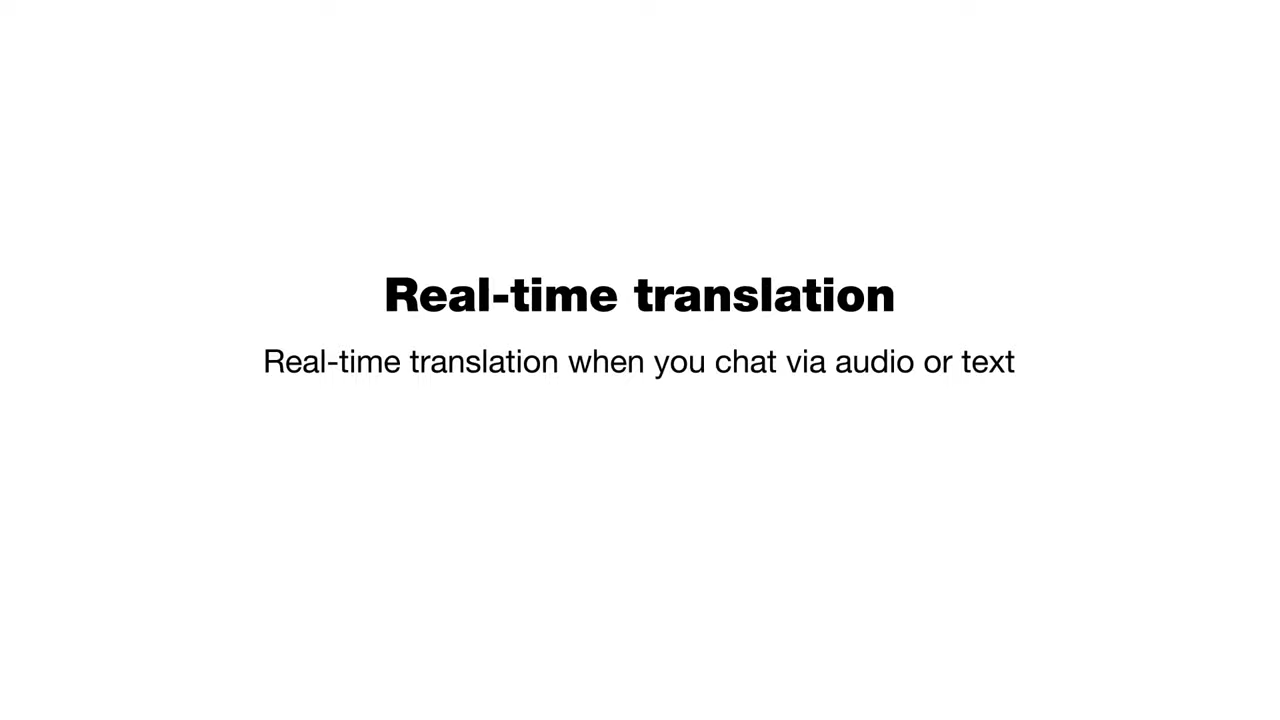 Real-time translation
Real-time translation when you chat via audio or text